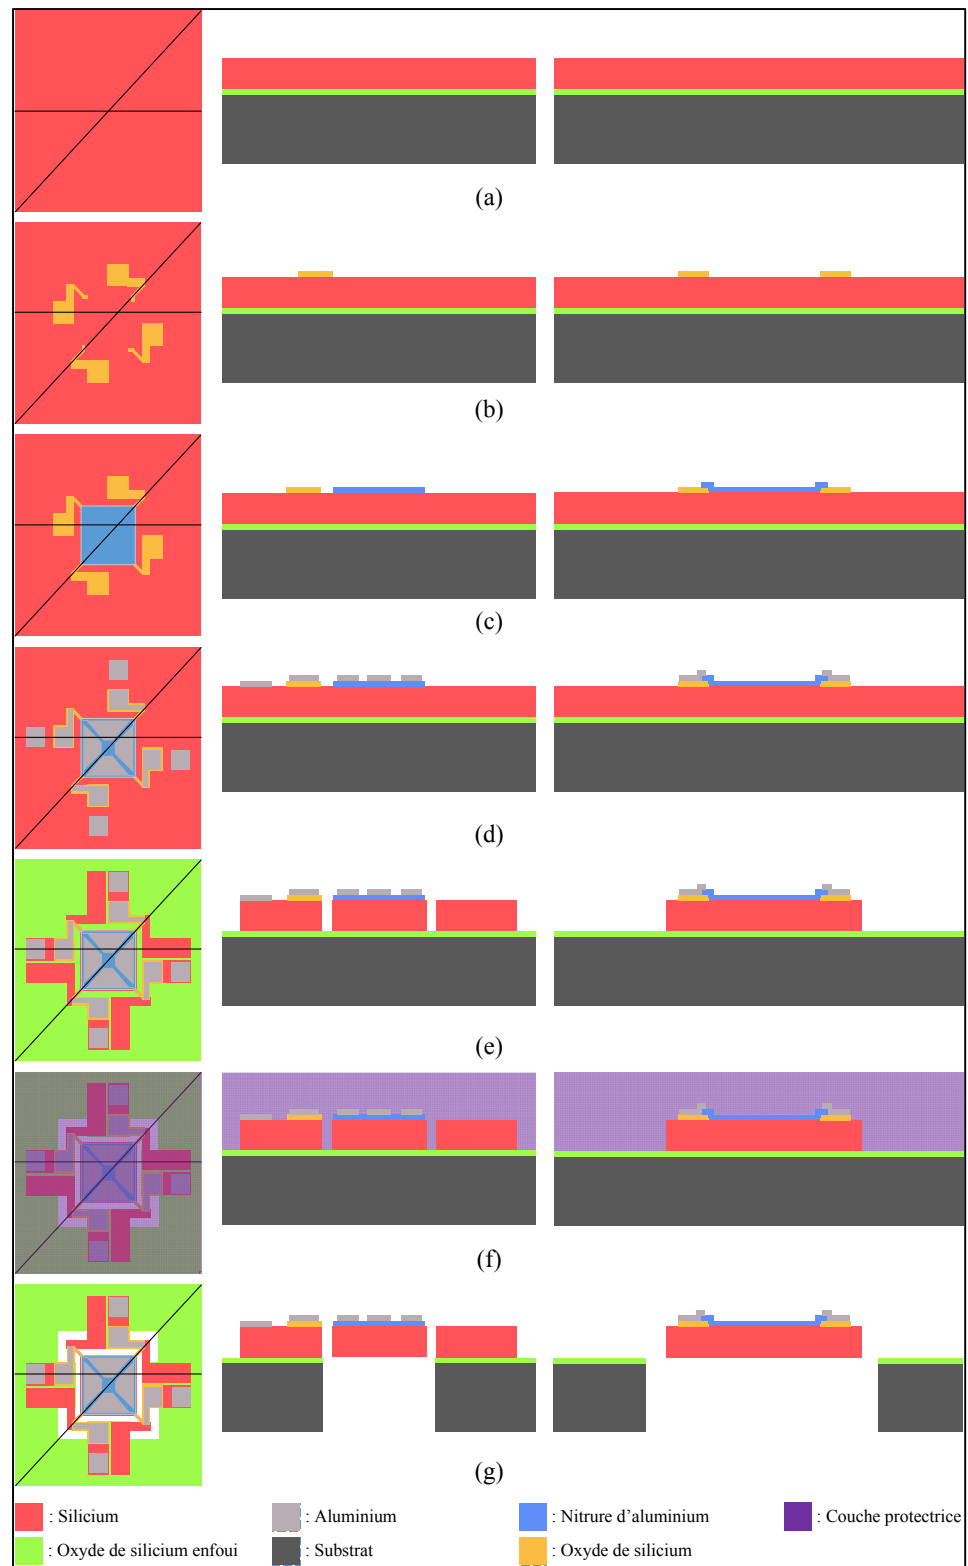 (a)
(b)
(c)
(d)
(e)
(f)
(g)
: Silicium
: Aluminium
: Nitrure d'aluminium
: Couche protectrice
: Oxyde de silicium enfoui
: Substrat
: Oxyde de silicium